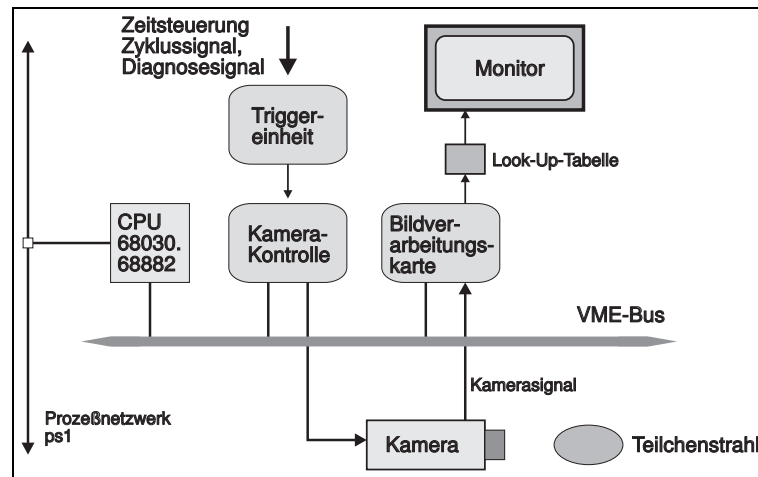 Zeitsteuerung
Zyklussignal,
Diagnosesignal
Monitor
Trigger-
einheit
Look-Up-Tabelle
CPU
68030.
68882
Kamera-
Kontrolle
Bildver-
arbeitungs-
karte
VME-Bus
Kamerasignal
Prozeßnetzwerk
ps1
Kamera
Teilchenstrahl